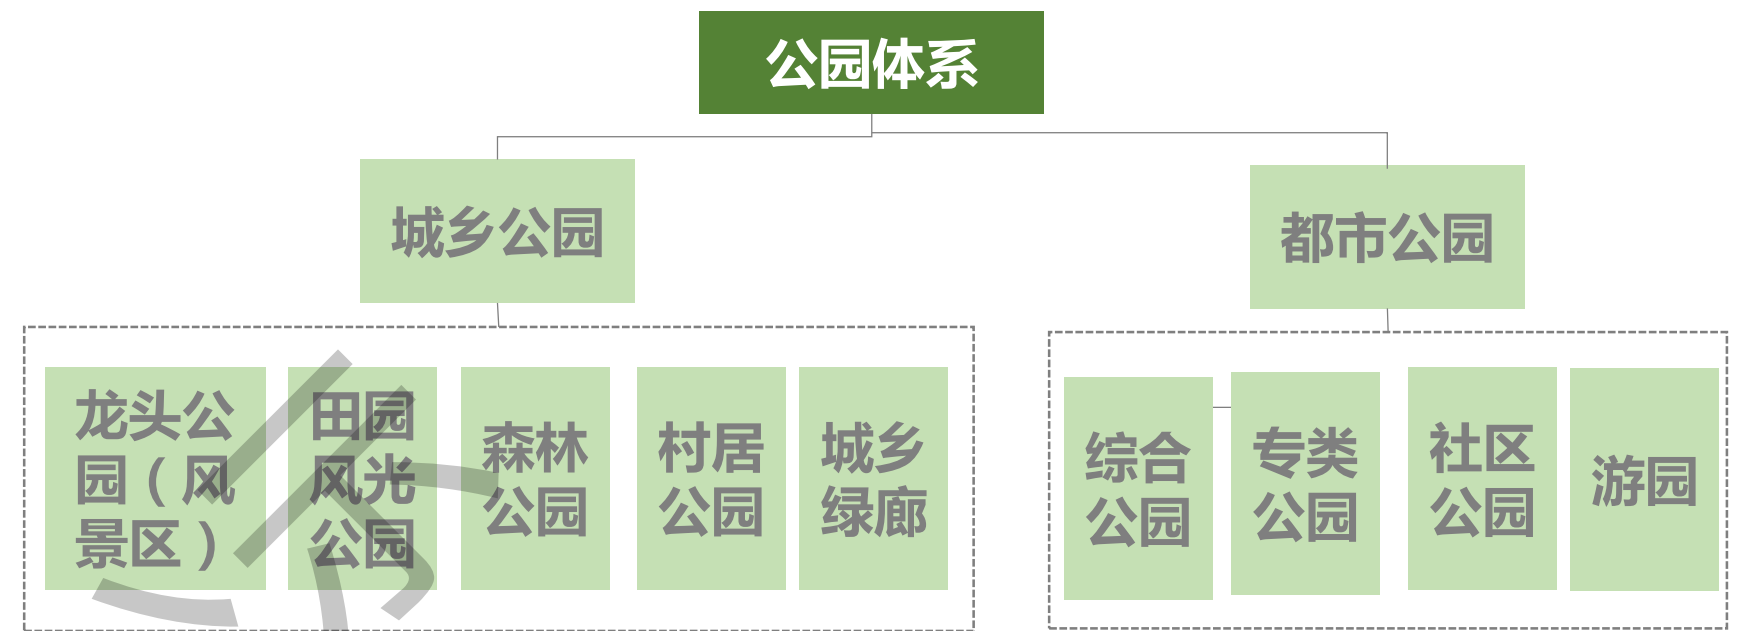 公园体系
城乡公园
都市公园
龙头公
园（风
景区）
田园
风光
公园
森林
公园
村居
公园
城乡
绿廊
综合
公园
专类
公园
社区
公园
游园